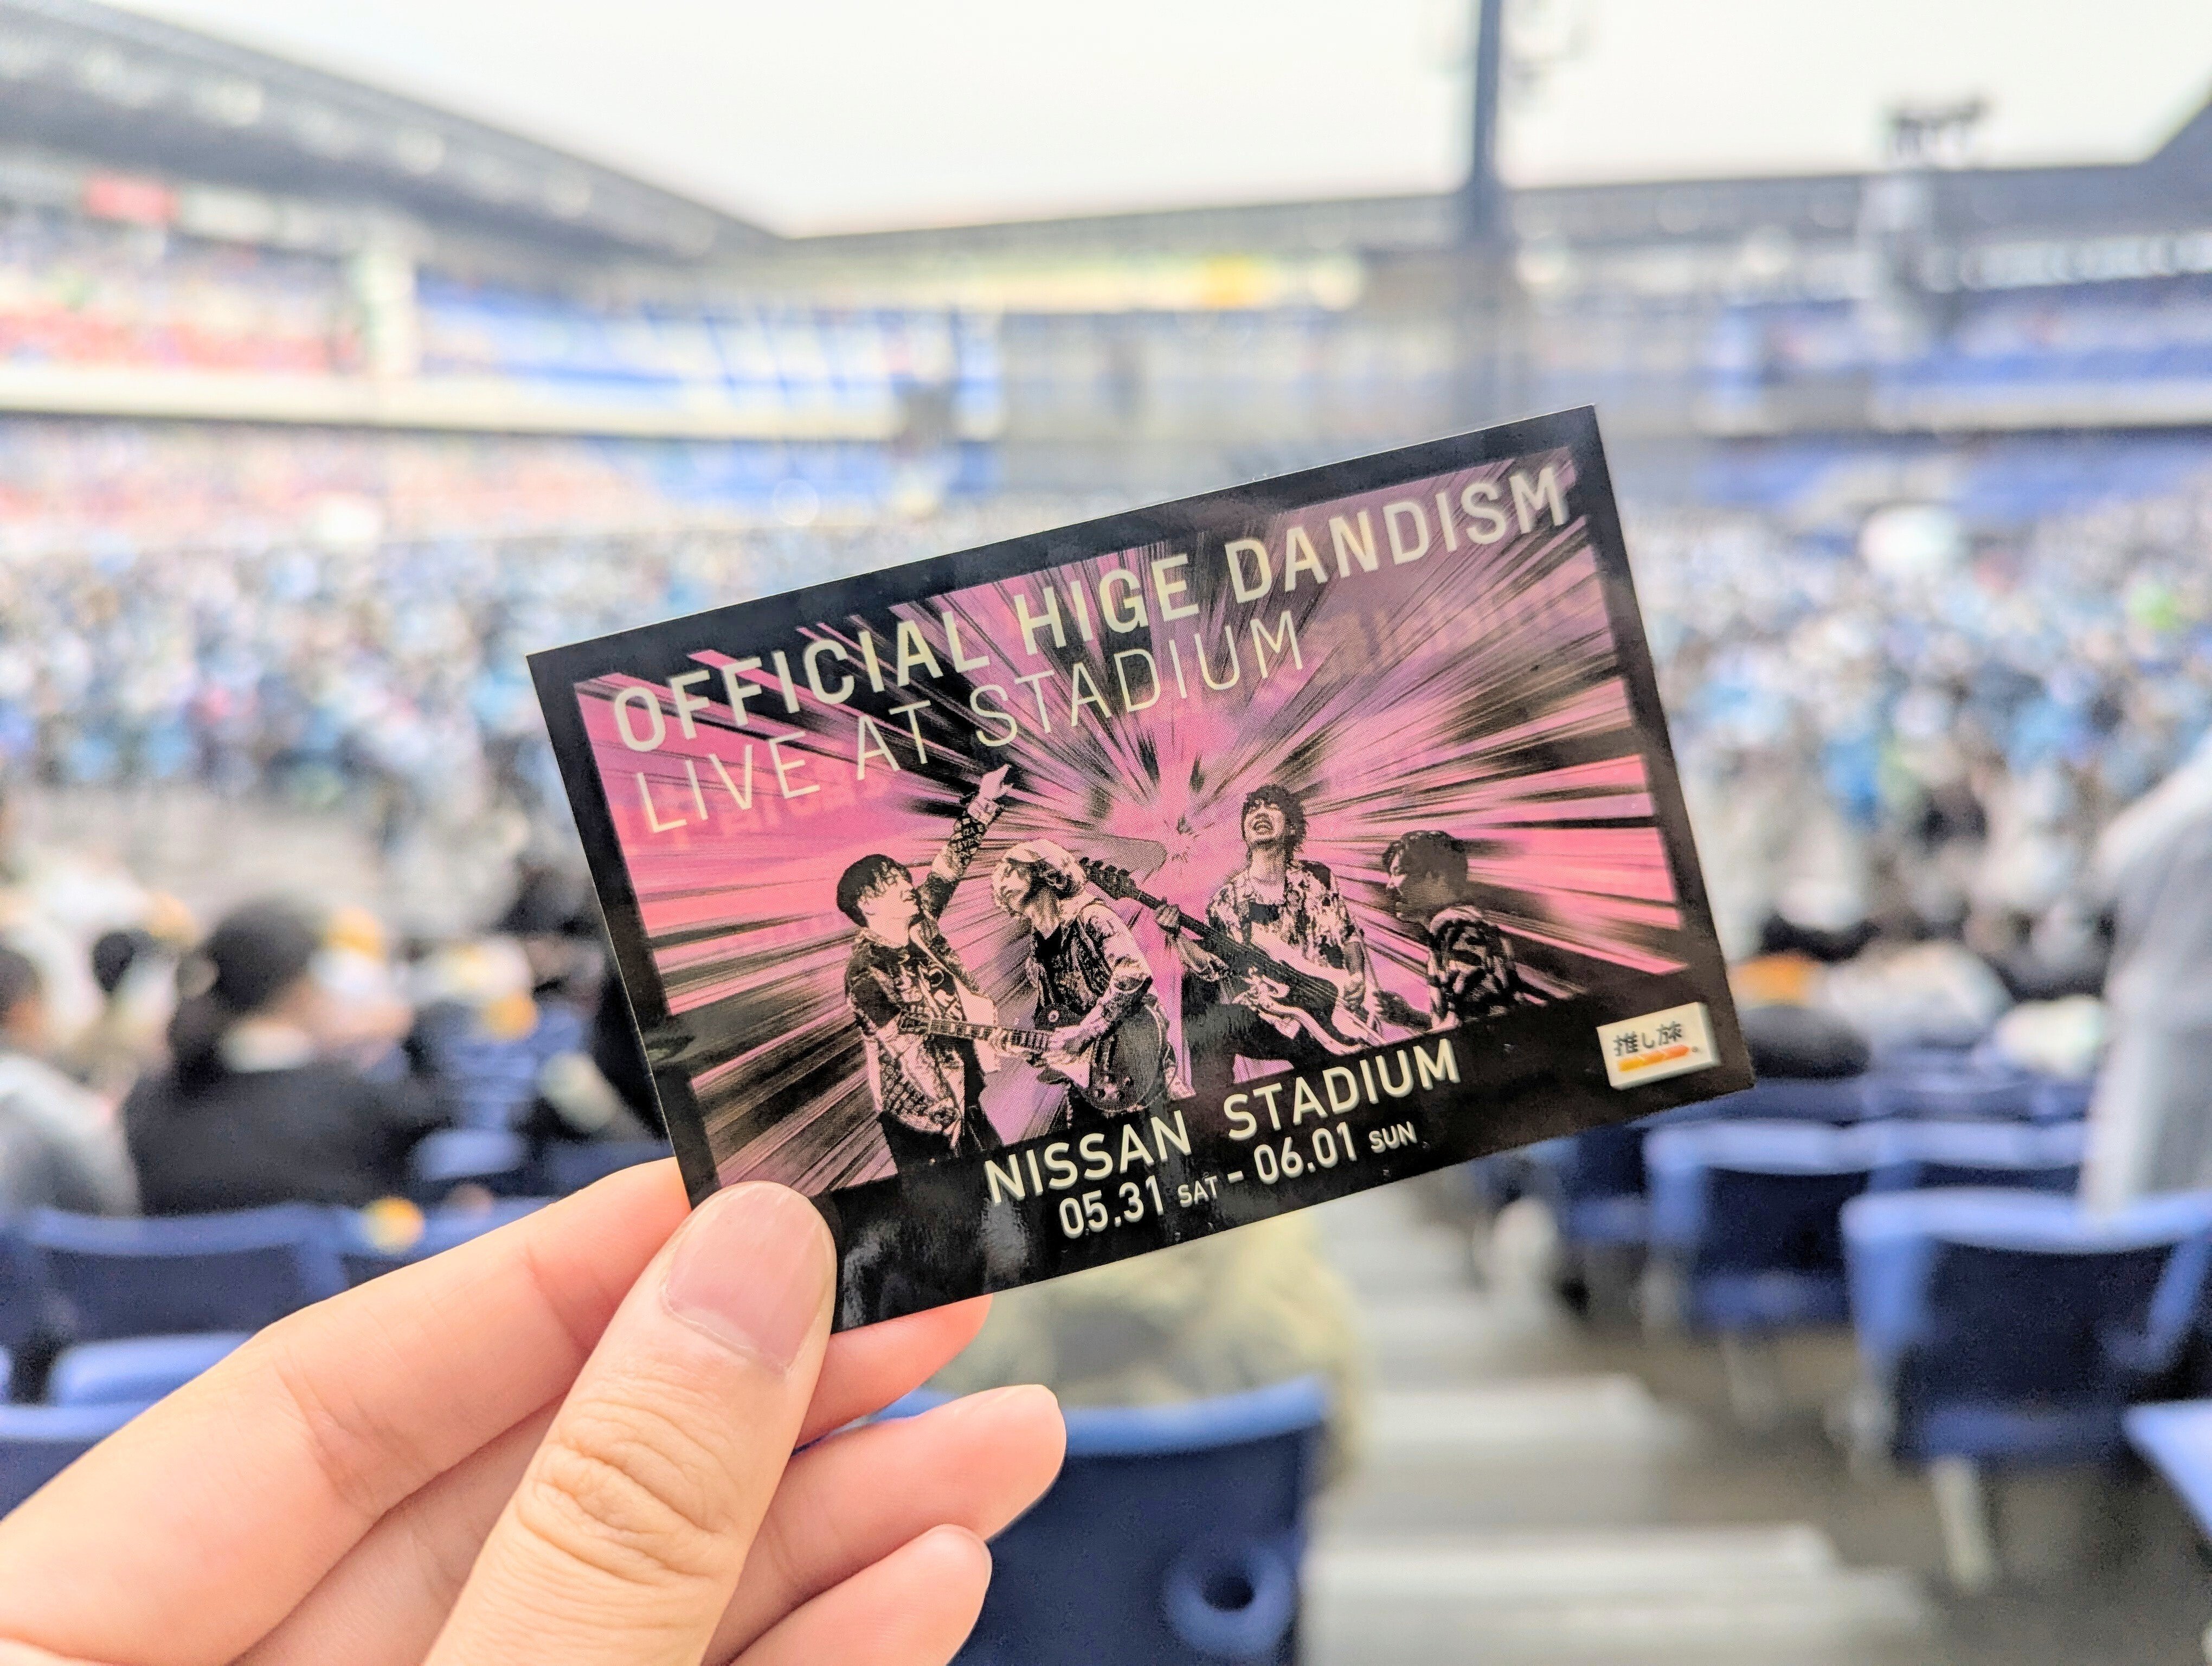 OFFICIAL HIGE DANDISM
LIVE AT STADIUM
NISSAN STADIUM
05.31 SAT - 06.01 SUN
推し旅